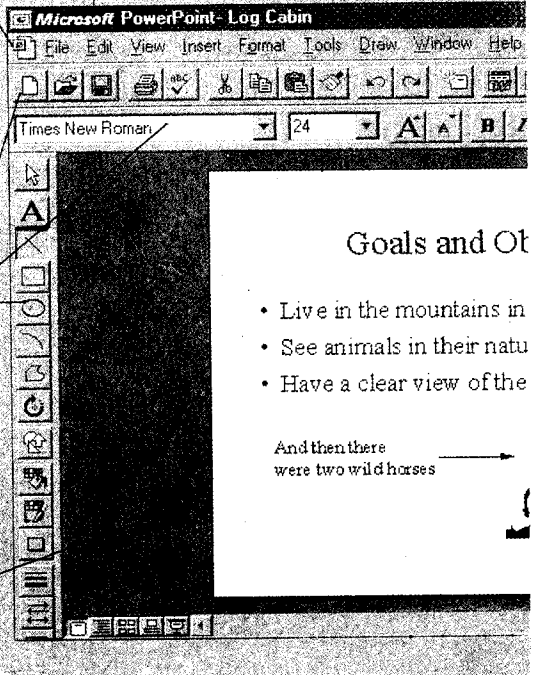 Microsoft PowerPoint- Log Cabin
File Edit View Insert Format Tools Draw Window Help
ABC
Times New Roman 24 A A B I
A
Goals and Ob
• Live in the mountains in
• See animals in their natu
• Have a clear view of the
And then there
were two wild horses